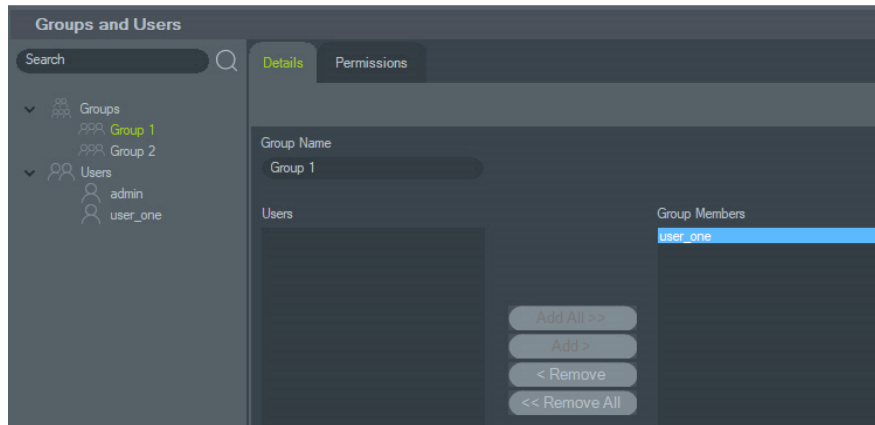 Groups and Users
Search
Details
Permissions
Groups
Group 1
Group 2
Users
admin
user_one
Group Name
Group 1
Users
Group Members
user_one
Add All >>
Add >
< Remove
<< Remove All